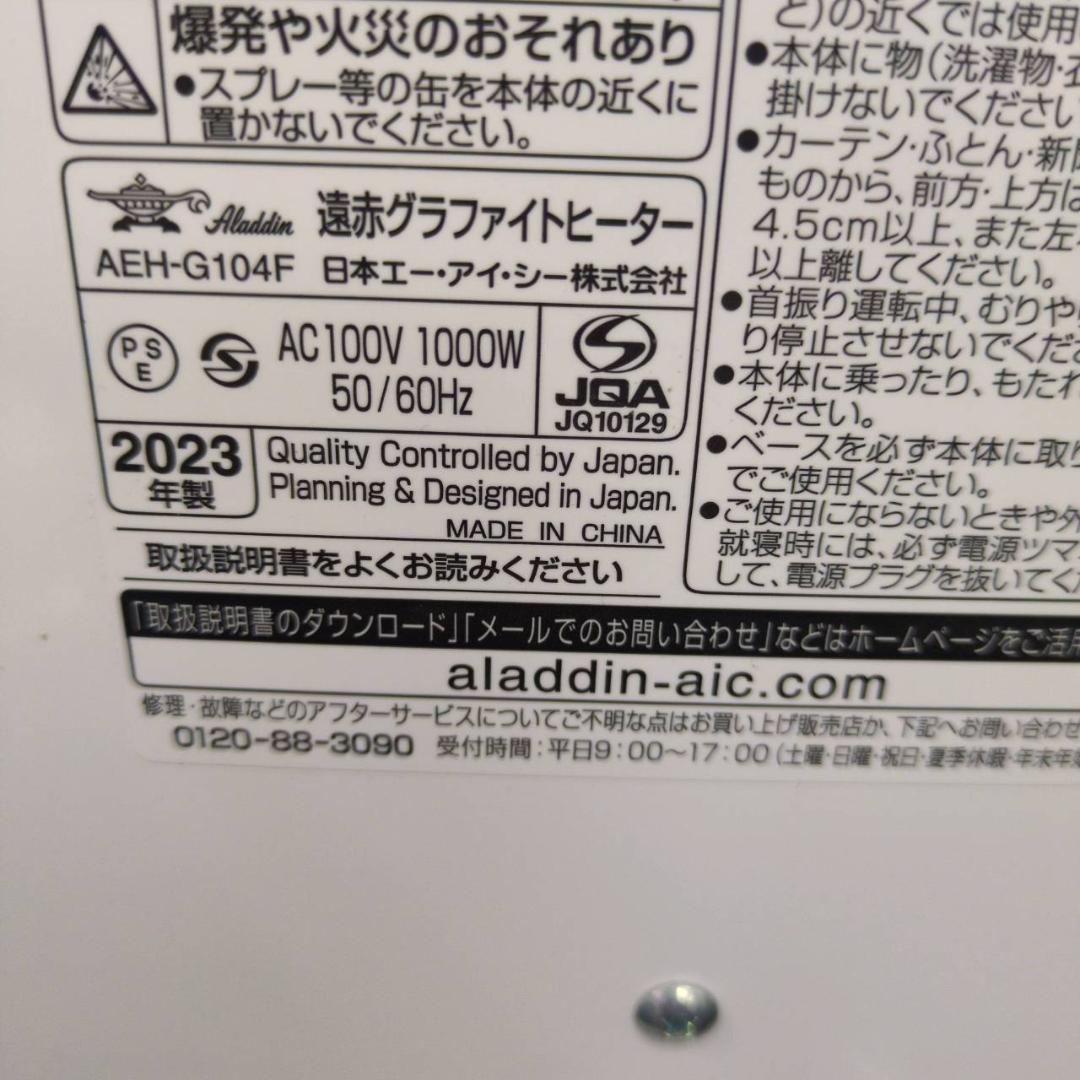 爆発や火災のおそれあり
●スプレー等の缶を本体の近くに
置かないでください。
Aladdin 遠赤グラファイトヒーター
AEH-G104F 日本エー・アイ・シー株式会社
PSE
AC100V 1000W
50/60Hz
JQA
JQ10129
2023
年製
Quality Controlled by Japan.
Planning & Designed in Japan.
MADE IN CHINA
取扱説明書をよくお読みください
と)の近くでは使用
●本体に物(洗濯物・衣
掛けないでください
●カーテン・ふとん・新聞
ものから、前方・上方は
4.5cm以上、また左
以上離してください。
●首振り運転中、むりや
り停止させないでくださ
●本体に乗ったり、もたれ
ください。
●ベースを必ず本体に取り
でご使用ください。
●ご使用にならないときや外
就寝時には、必ず電源ツマ
して、電源プラグを抜いてくだ
「取扱説明書のダウンロード」「メールでのお問い合わせ」などはホームページをご活用
aladdin-aic.com
修理・故障などのアフターサービスについてご不明な点はお買い上げ販売店か、下記へお問い合わせ
0120-88-3090 受付時間:平日9:00~17:00(土曜・日曜・祝日・夏季休暇・年末年始